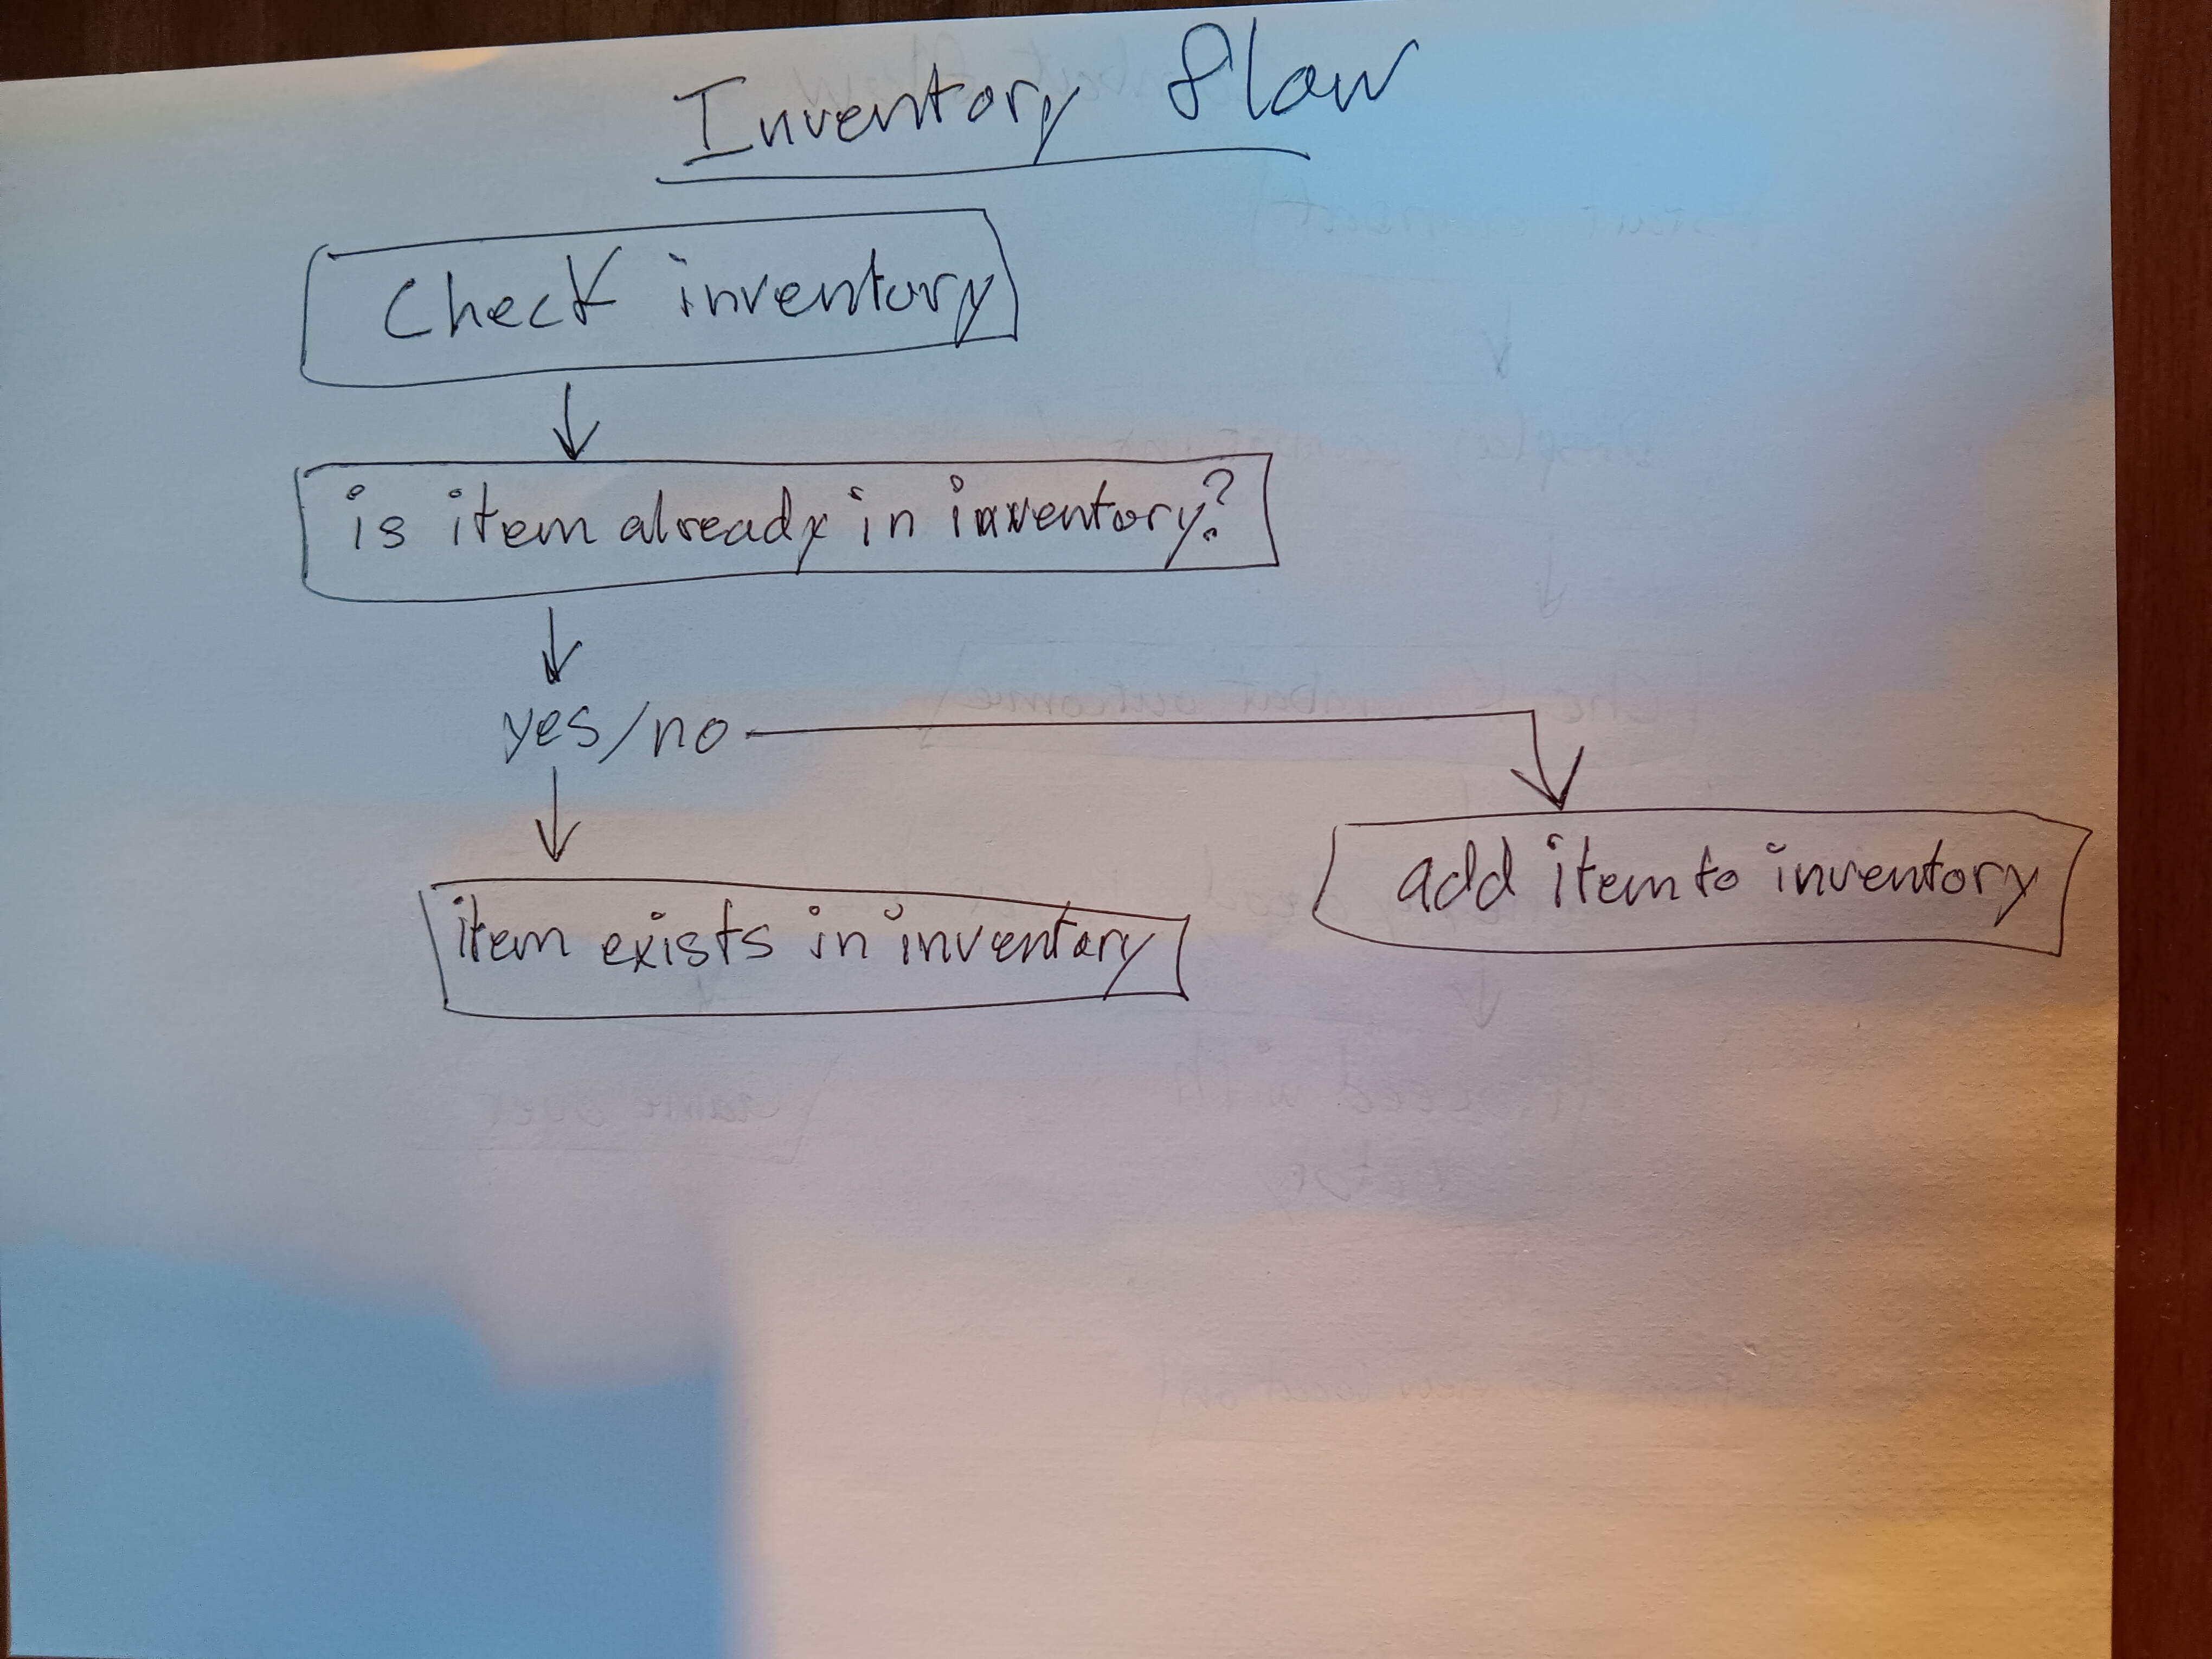 Inventory Flow
Check inventory
is item already in inventory?
yes/no
item exists in inventory
add item to inventory